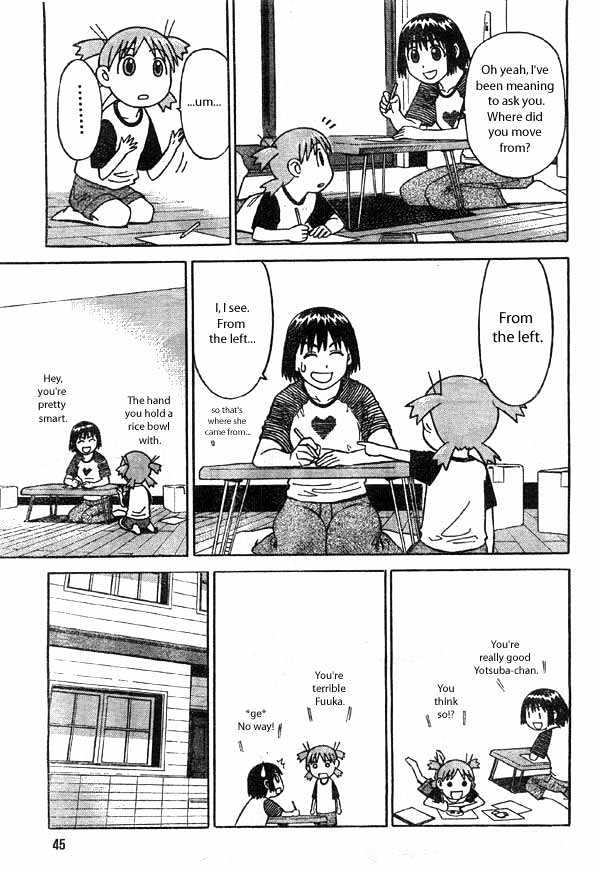 Oh yeah, I've
been meaning
to ask you.
Where did
you move
from?
...um...
.........
From
the left.
I, I see.
From
the left...
so that's
where she
came from...
The hand
you hold a
rice bowl
with.
Hey,
you're
pretty
smart.
You're
really good
Yotsuba-chan.
You
think
so!?
You're
terrible
Fuuka.
*ge*
No way!
45